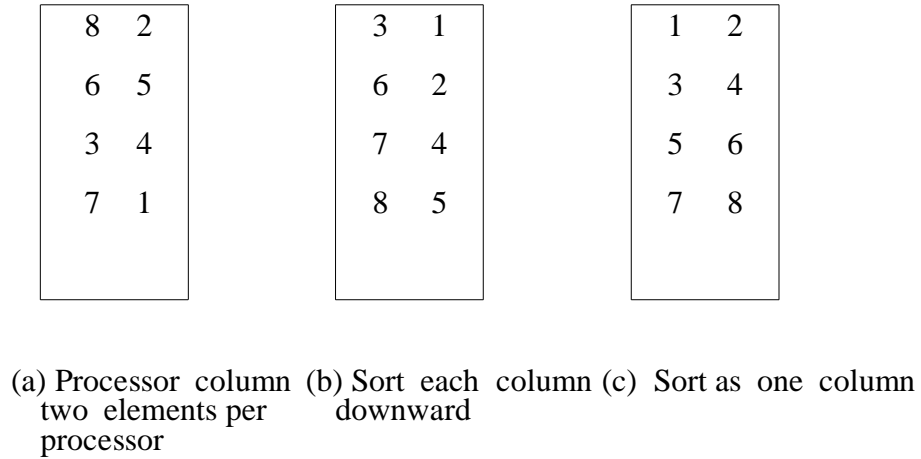 8 2
6 5
3 4
7 1
3 1
6 2
7 4
8 5
1 2
3 4
5 6
7 8
(a) Processor column
two elements per
processor
(b) Sort each column
downward
(c) Sort as one column